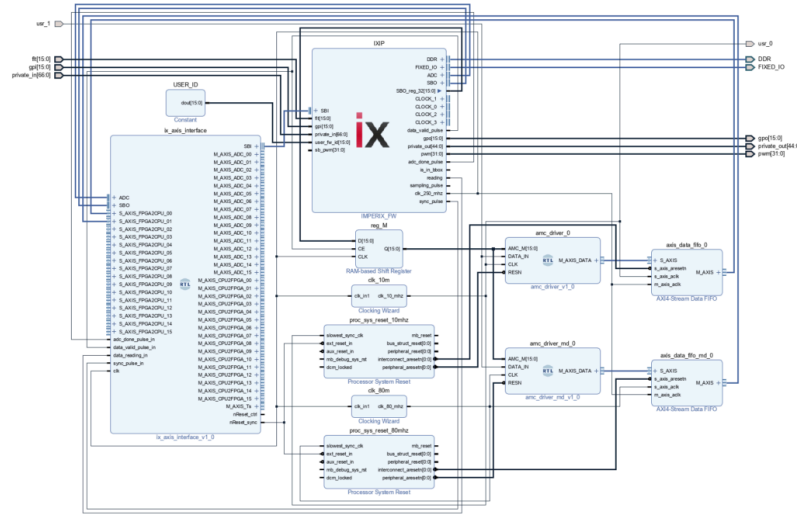 usr_1
flt[15:0]
gpi[15:0]
private_in[66:0]
usr_0
DDR
FIXED_IO
gpo[15:0]
private_out[44:0
pwm[31:0]
USER_ID
dout[15:0]
Constant
IXIP
SBI
flt[15:0]
gpi[15:0]
private_in[66:0]
user_fw_id[15:0]
sb_pwm[31:0]
DDR
FIXED_IO
ADC
SBO
SBO_reg_32[15:0]
CLOCK_1
CLOCK_0
CLOCK_2
CLOCK_3
data_valid_pulse
gpo[15:0]
private_out[44:0]
pwm[31:0]
adc_done_pulse
reading
sampling_pulse
clk_250_mhz
sync_pulse
ix
IMPERIX_FW
ix_axis_interface
ADC
SBO
S_AXIS_FPGA2CPU_00
S_AXIS_FPGA2CPU_01
S_AXIS_FPGA2CPU_02
S_AXIS_FPGA2CPU_03
S_AXIS_FPGA2CPU_04
S_AXIS_FPGA2CPU_05
S_AXIS_FPGA2CPU_06
S_AXIS_FPGA2CPU_07
S_AXIS_FPGA2CPU_08
S_AXIS_FPGA2CPU_09
S_AXIS_FPGA2CPU_10
S_AXIS_FPGA2CPU_11
S_AXIS_FPGA2CPU_12
S_AXIS_FPGA2CPU_13
S_AXIS_FPGA2CPU_14
S_AXIS_FPGA2CPU_15
adc_done_pulse_in
data_valid_pulse_in
data_reading_in
sync_pulse_in
clk
RTL
SBI
M_AXIS_ADC_00
M_AXIS_ADC_01
M_AXIS_ADC_02
M_AXIS_ADC_03
M_AXIS_ADC_04
M_AXIS_ADC_05
M_AXIS_ADC_06
M_AXIS_ADC_07
M_AXIS_ADC_08
M_AXIS_ADC_09
M_AXIS_ADC_10
M_AXIS_ADC_11
M_AXIS_ADC_12
M_AXIS_ADC_13
M_AXIS_ADC_14
M_AXIS_ADC_15
M_AXIS_CPU2FPGA_00
M_AXIS_CPU2FPGA_01
M_AXIS_CPU2FPGA_02
M_AXIS_CPU2FPGA_03
M_AXIS_CPU2FPGA_04
M_AXIS_CPU2FPGA_05
M_AXIS_CPU2FPGA_06
M_AXIS_CPU2FPGA_07
M_AXIS_CPU2FPGA_08
M_AXIS_CPU2FPGA_09
M_AXIS_CPU2FPGA_10
M_AXIS_CPU2FPGA_11
M_AXIS_CPU2FPGA_12
M_AXIS_CPU2FPGA_13
M_AXIS_CPU2FPGA_14
M_AXIS_CPU2FPGA_15
M_AXIS_Ts
nReset_ctrl
nReset_sync
ix_axis_interface_v1_0
reg_M
D[15:0]
CE
CLK
Q[15:0]
RAM-based Shift Register
clk_10m
clk_in1
clk_10_mhz
Clocking Wizard
proc_sys_reset_10mhz
slowest_sync_clk
ext_reset_in
aux_reset_in
mb_debug_sys_rst
dcm_locked
mb_reset
bus_struct_reset[0:0]
peripheral_reset[0:0]
interconnect_aresetn[0:0]
peripheral_aresetn[0:0]
Processor System Reset
clk_80m
clk_in1
clk_80_mhz
Clocking Wizard
proc_sys_reset_80mhz
slowest_sync_clk
ext_reset_in
aux_reset_in
mb_debug_sys_rst
dcm_locked
mb_reset
bus_struct_reset[0:0]
peripheral_reset[0:0]
interconnect_aresetn[0:0]
peripheral_aresetn[0:0]
Processor System Reset
amc_driver_0
AMC_M[15:0]
DATA_IN
CLK
RESN
RTL
M_AXIS_DATA
amc_driver_v1_0
axis_data_fifo_0
S_AXIS
s_axis_aresetn
s_axis_aclk
m_axis_aclk
M_AXIS
AXI4-Stream Data FIFO
amc_driver_md_0
AMC_M[15:0]
DATA_IN
CLK
RESN
RTL
M_AXIS_DATA
amc_driver_md_v1_0
axis_data_fifo_md_0
S_AXIS
s_axis_aresetn
s_axis_aclk
m_axis_aclk
M_AXIS
AXI4-Stream Data FIFO